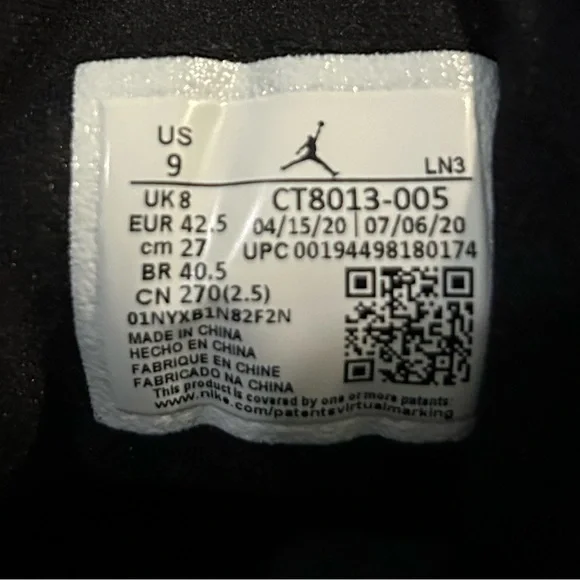 US
9
LN3
UK 8
CT8013-005
EUR 42.5
04/15/20 | 07/06/20
cm 27
UPC 00194498180174
BR 40.5
CN 270(2.5)
01NYXB1N82F2N
MADE IN CHINA
HECHO EN CHINA
FABRIQUE EN CHINE
FABRICADO NA CHINA
This product is covered by one or more patents:
www.nike.com/patentsvirtualmarking